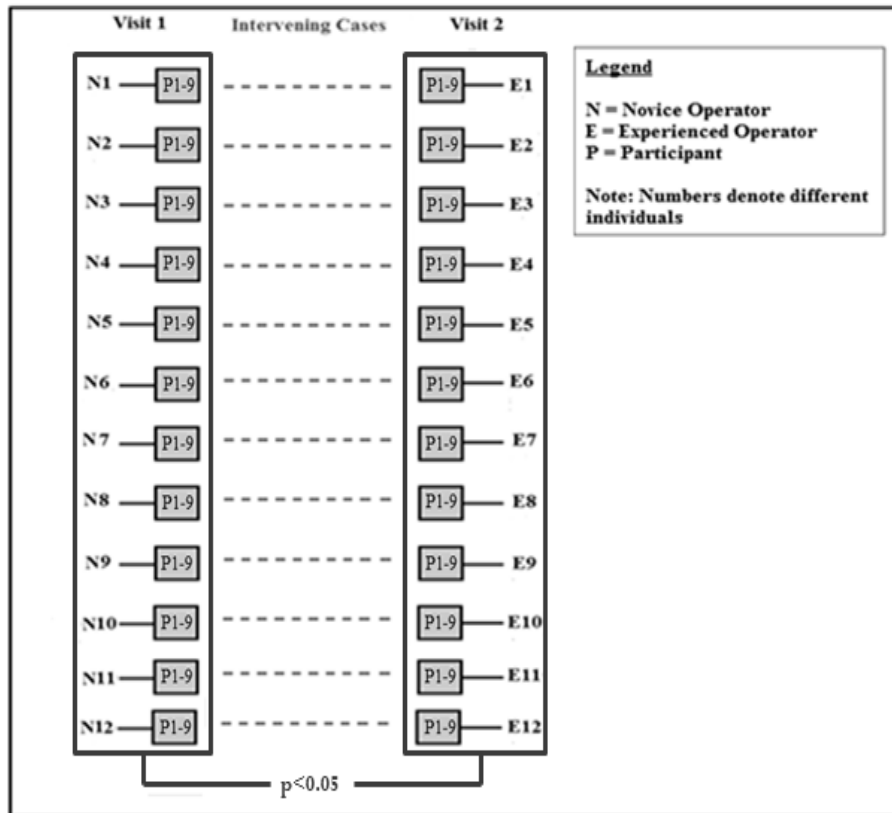 Visit 1 Intervening Cases Visit 2
N1 P1-9 P1-9 E1
N2 P1-9 P1-9 E2
N3 P1-9 P1-9 E3
N4 P1-9 P1-9 E4
N5 P1-9 P1-9 E5
N6 P1-9 P1-9 E6
N7 P1-9 P1-9 E7
N8 P1-9 P1-9 E8
N9 P1-9 P1-9 E9
N10 P1-9 P1-9 E10
N11 P1-9 P1-9 E11
N12 P1-9 P1-9 E12
p<0.05
Legend
N = Novice Operator
E = Experienced Operator
P = Participant
Note: Numbers denote different
individuals